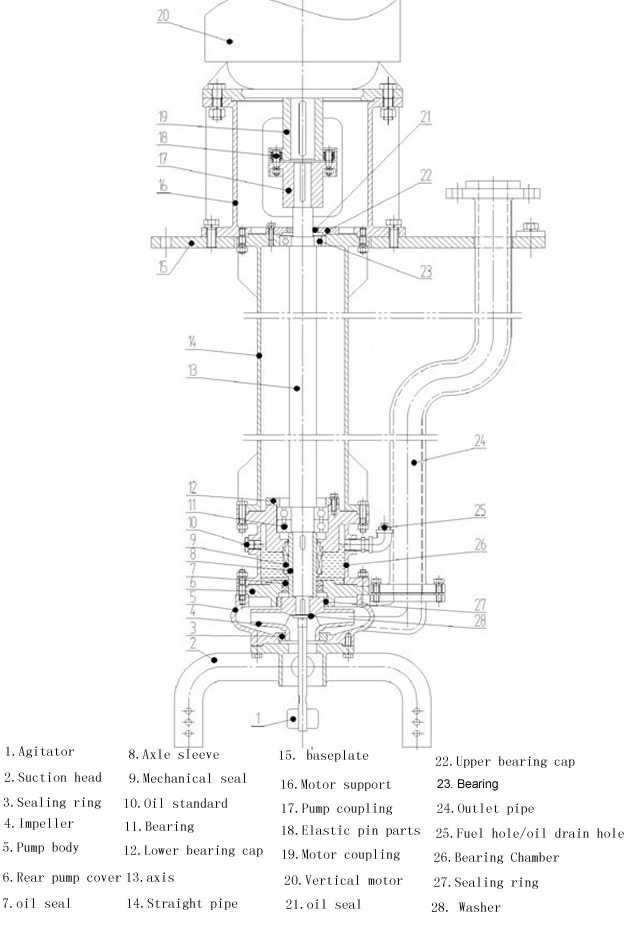 20
19
18
17
16
15
21
22
23
14
13
24
12
11
10
9
8
7
6
5
4
3
2
1
25
26
27
28
1.Agitator
2.Suction head
3.Sealing ring
4.Impeller
5.Pump body
6.Rear pump cover
7.oil seal
8.Axle sleeve
9.Mechanical seal
10.Oil standard
11.Bearing
12.Lower bearing cap
13.axis
14.Straight pipe
15. baseplate
16.Motor support
17.Pump coupling
18.Elastic pin parts
19.Motor coupling
20.Vertical motor
21.oil seal
22.Upper bearing cap
23. Bearing
24.Outlet pipe
25.Fuel hole/oil drain hole
26.Bearing Chamber
27.Sealing ring
28. Washer